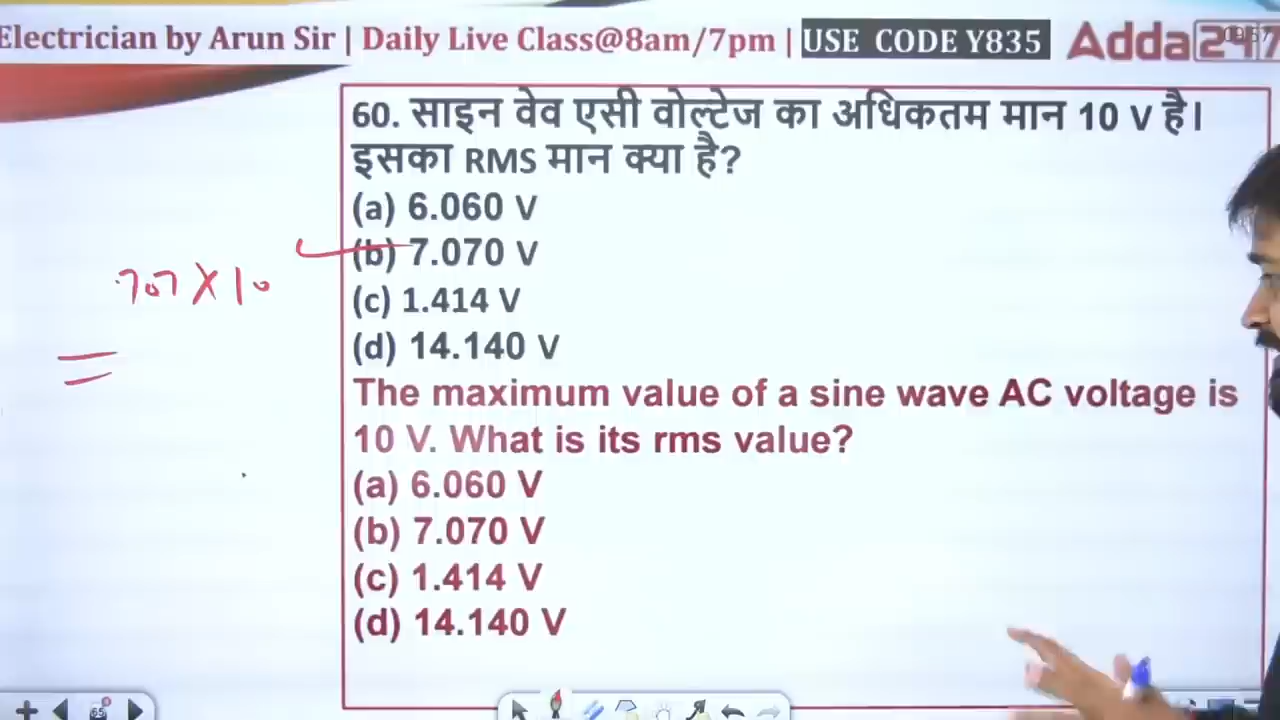 Electrician by Arun Sir | Daily Live Class@8am/7pm | USE CODE Y835 Adda247
60. साइन वेव एसी वोल्टेज का अधिकतम मान 10 V है।
इसका RMS मान क्या है?
(a) 6.060 V
(b) 7.070 V
(c) 1.414 V
(d) 14.140 V
.707 X 10
=
The maximum value of a sine wave AC voltage is
10 V. What is its rms value?
(a) 6.060 V
(b) 7.070 V
(c) 1.414 V
(d) 14.140 V
65